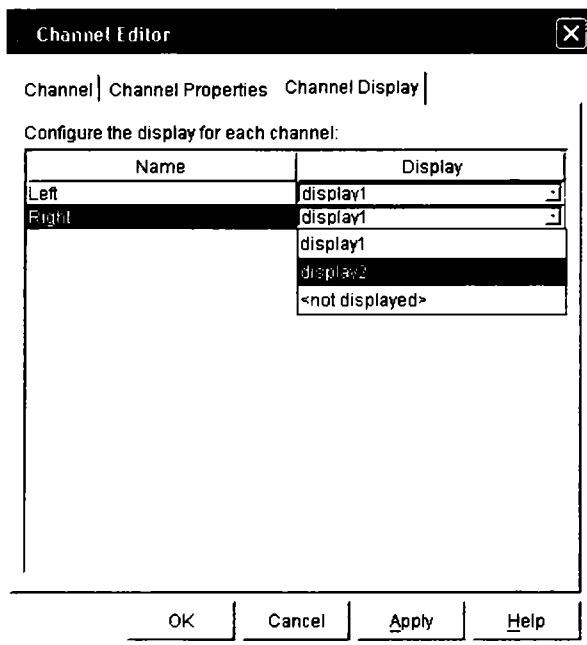 Channel Editor
Channel Channel Properties Channel Display
Configure the display for each channel:
Name Display
Left display1
Right display1
display1
display2
<not displayed>
OK Cancel Apply Help